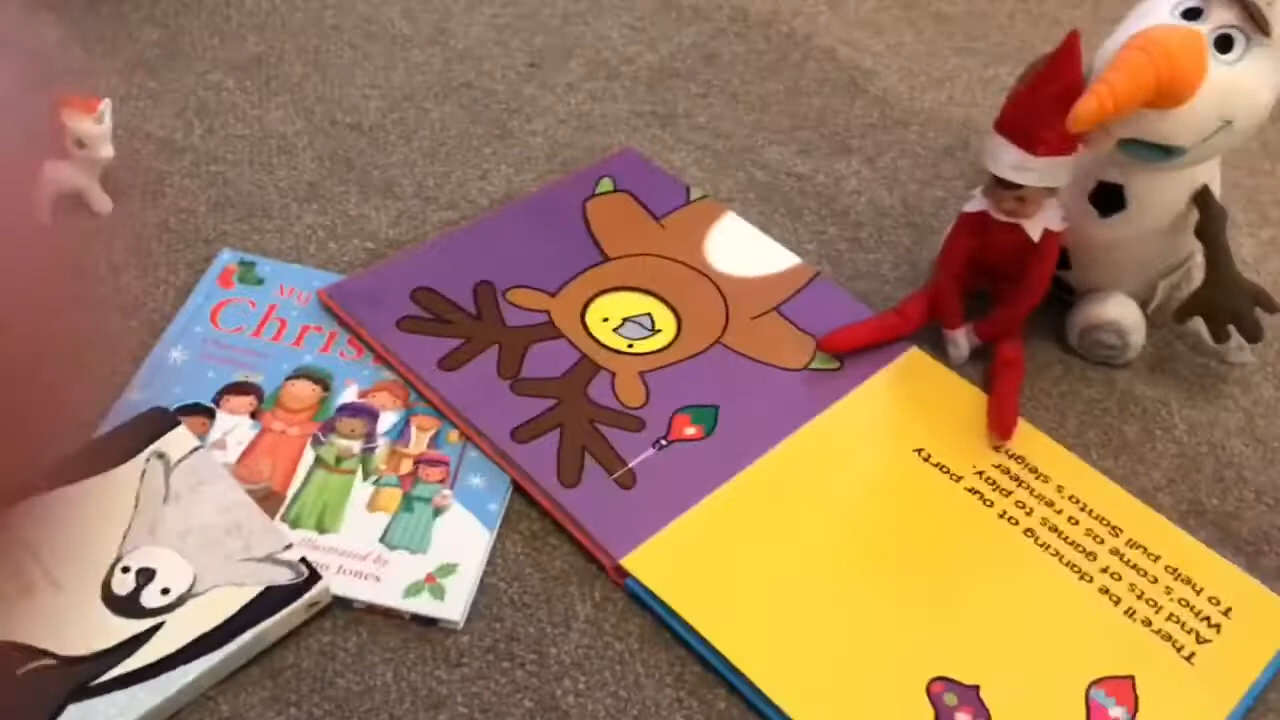 My
Chris
illustrated by
Jones
There'll be dancing at our party
And lots of games to play.
Who's come as a reindeer
To help pull Santa's sleigh?